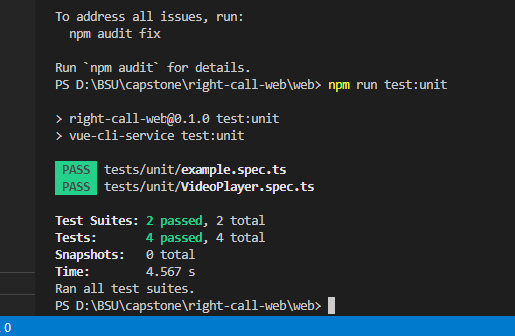 To address all issues, run:
npm audit fix
Run `npm audit` for details.
PS D:\BSU\capstone\right-call-web\web> npm run test:unit
> right-call-web@0.1.0 test:unit
> vue-cli-service test:unit
PASS tests/unit/example.spec.ts
PASS tests/unit/VideoPlayer.spec.ts
Test Suites: 2 passed, 2 total
Tests: 4 passed, 4 total
Snapshots: 0 total
Time: 4.567 s
Ran all test suites.
PS D:\BSU\capstone\right-call-web\web>
0